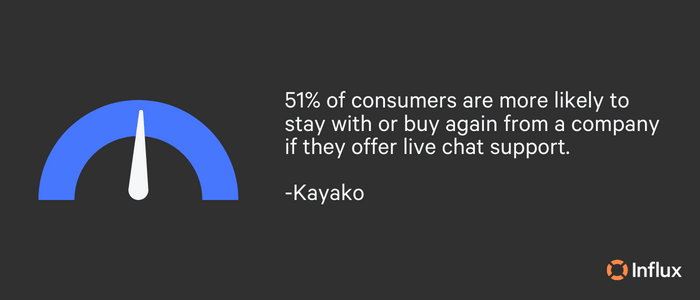 51% of consumers are more likely to
stay with or buy again from a company
if they offer live chat support.
-Kayako
Influx